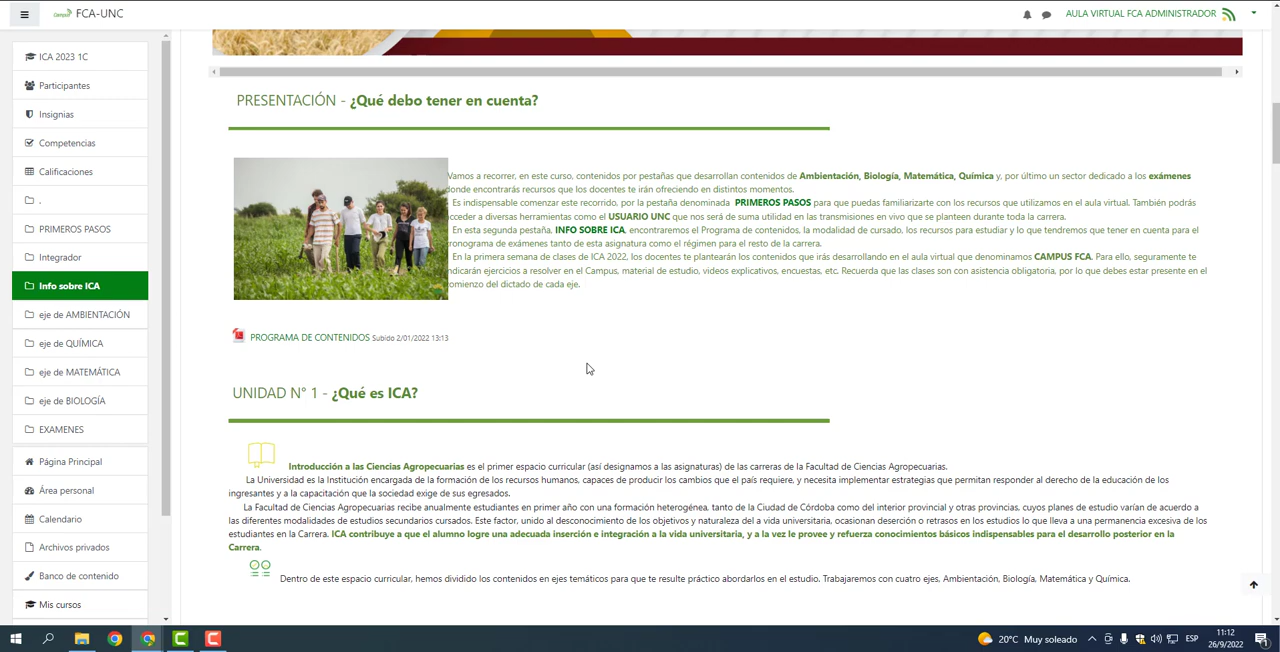 FCA-UNC
AULA VIRTUAL FCA ADMINISTRADOR
ICA 2023 1C
Participantes
Insignias
Competencias
Calificaciones
.
PRIMEROS PASOS
Integrador
Info sobre ICA
eje de AMBIENTACIÓN
eje de QUÍMICA
eje de MATEMÁTICA
eje de BIOLOGÍA
EXAMENES
Página Principal
Área personal
Calendario
Archivos privados
Banco de contenido
Mis cursos
PRESENTACIÓN - ¿Qué debo tener en cuenta?
Vamos a recorrer, en este curso, contenidos por pestañas que desarrollan contenidos de Ambientación, Biología, Matemática, Química y, por último un sector dedicado a los exámenes
donde encontrarás recursos que los docentes te irán ofreciendo en distintos momentos.
Es indispensable comenzar este recorrido, por la pestaña denominada PRIMEROS PASOS para que puedas familiarizarte con los recursos que utilizamos en el aula virtual. También podrás
acceder a diversas herramientas como el USUARIO UNC que nos será de suma utilidad en las transmisiones en vivo que se planteen durante toda la carrera.
En esta segunda pestaña, INFO SOBRE ICA, encontraremos el Programa de contenidos, la modalidad de cursado, los recursos para estudiar y lo que tendremos que tener en cuenta para el
cronograma de exámenes tanto de esta asignatura como el régimen para el resto de la carrera.
En la primera semana de clases de ICA 2022, los docentes te plantearán los contenidos que irás desarrollando en el aula virtual que denominamos CAMPUS FCA. Para ello, seguramente te
indicarán ejercicios a resolver en el Campus, material de estudio, videos explicativos, encuestas, etc. Recuerda que las clases son con asistencia obligatoria, por lo que debes estar presente en el
comienzo del dictado de cada eje.
PROGRAMA DE CONTENIDOS Subido 2/01/2022 13:13
UNIDAD N° 1 - ¿Qué es ICA?
Introducción a las Ciencias Agropecuarias es el primer espacio curricular (así designamos a las asignaturas) de las carreras de la Facultad de Ciencias Agropecuarias.
La Universidad es la Institución encargada de la formación de los recursos humanos, capaces de producir los cambios que el país requiere, y necesita implementar estrategias que permitan responder al derecho de la educación de los
ingresantes y a la capacitación que la sociedad exige de sus egresados.
La Facultad de Ciencias Agropecuarias recibe anualmente estudiantes en primer año con una formación heterogénea, tanto de la Ciudad de Córdoba como del interior provincial y otras provincias, cuyos planes de estudio varían de acuerdo a
las diferentes modalidades de estudios secundarios cursados. Este factor, unido al desconocimiento de los objetivos y naturaleza del a vida universitaria, ocasionan deserción o retrasos en los estudios lo que lleva a una permanencia excesiva de los
estudiantes en la Carrera. ICA contribuye a que el alumno logre una adecuada inserción e integración a la vida universitaria, y a la vez le provee y refuerza conocimientos básicos indispensables para el desarrollo posterior en la
Carrera.
Dentro de este espacio curricular, hemos dividido los contenidos en ejes temáticos para que te resulte práctico abordarlos en el estudio. Trabajaremos con cuatro ejes, Ambientación, Biología, Matemática y Química.
20°C Muy soleado
ESP
11:12
26/9/2022
1